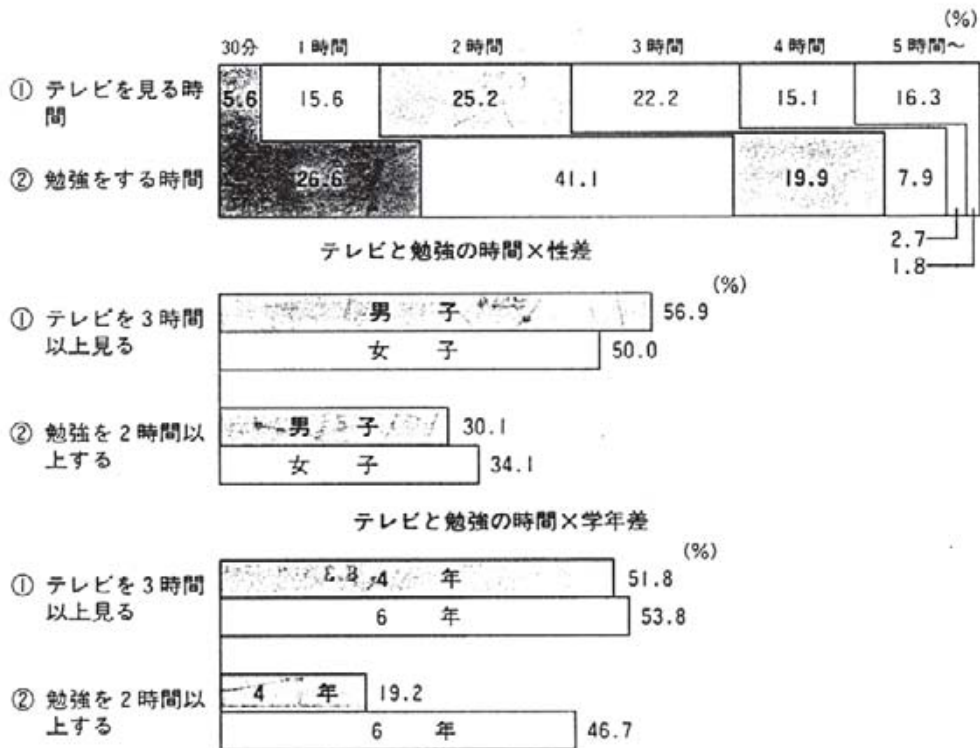 (%)
30分 1時間 2時間 3時間 4時間 5時間〜
① テレビを見る時
間
5.6 15.6 25.2 22.2 15.1 16.3
② 勉強をする時間
26.6 41.1 19.9 7.9
2.7
1.8
テレビと勉強の時間×性差
(%)
① テレビを3時間
以上見る
男子 56.9
女子 50.0
② 勉強を2時間以
上する
男子 30.1
女子 34.1
テレビと勉強の時間×学年差
(%)
① テレビを3時間
以上見る
4年 51.8
6年 53.8
② 勉強を2時間以
上する
4年 19.2
6年 46.7